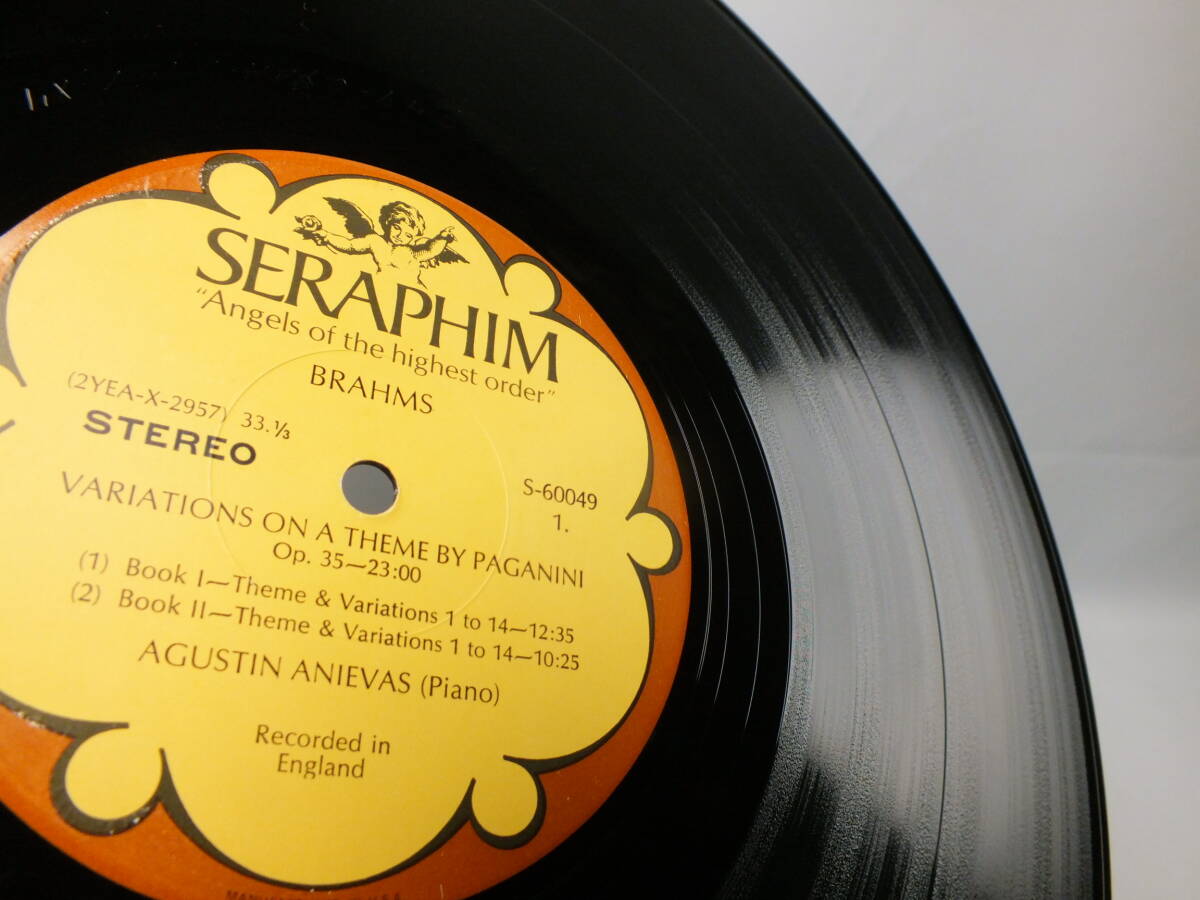 SERAPHIM
"Angels of the highest order"
BRAHMS
(2YEA-X-2957) 33.⅓
STEREO
S-60049
1.
VARIATIONS ON A THEME BY PAGANINI
Op. 35—23:00
(1) Book I—Theme & Variations 1 to 14—12:35
(2) Book II—Theme & Variations 1 to 14—10:25
AGUSTIN ANIEVAS (Piano)
Recorded in
England